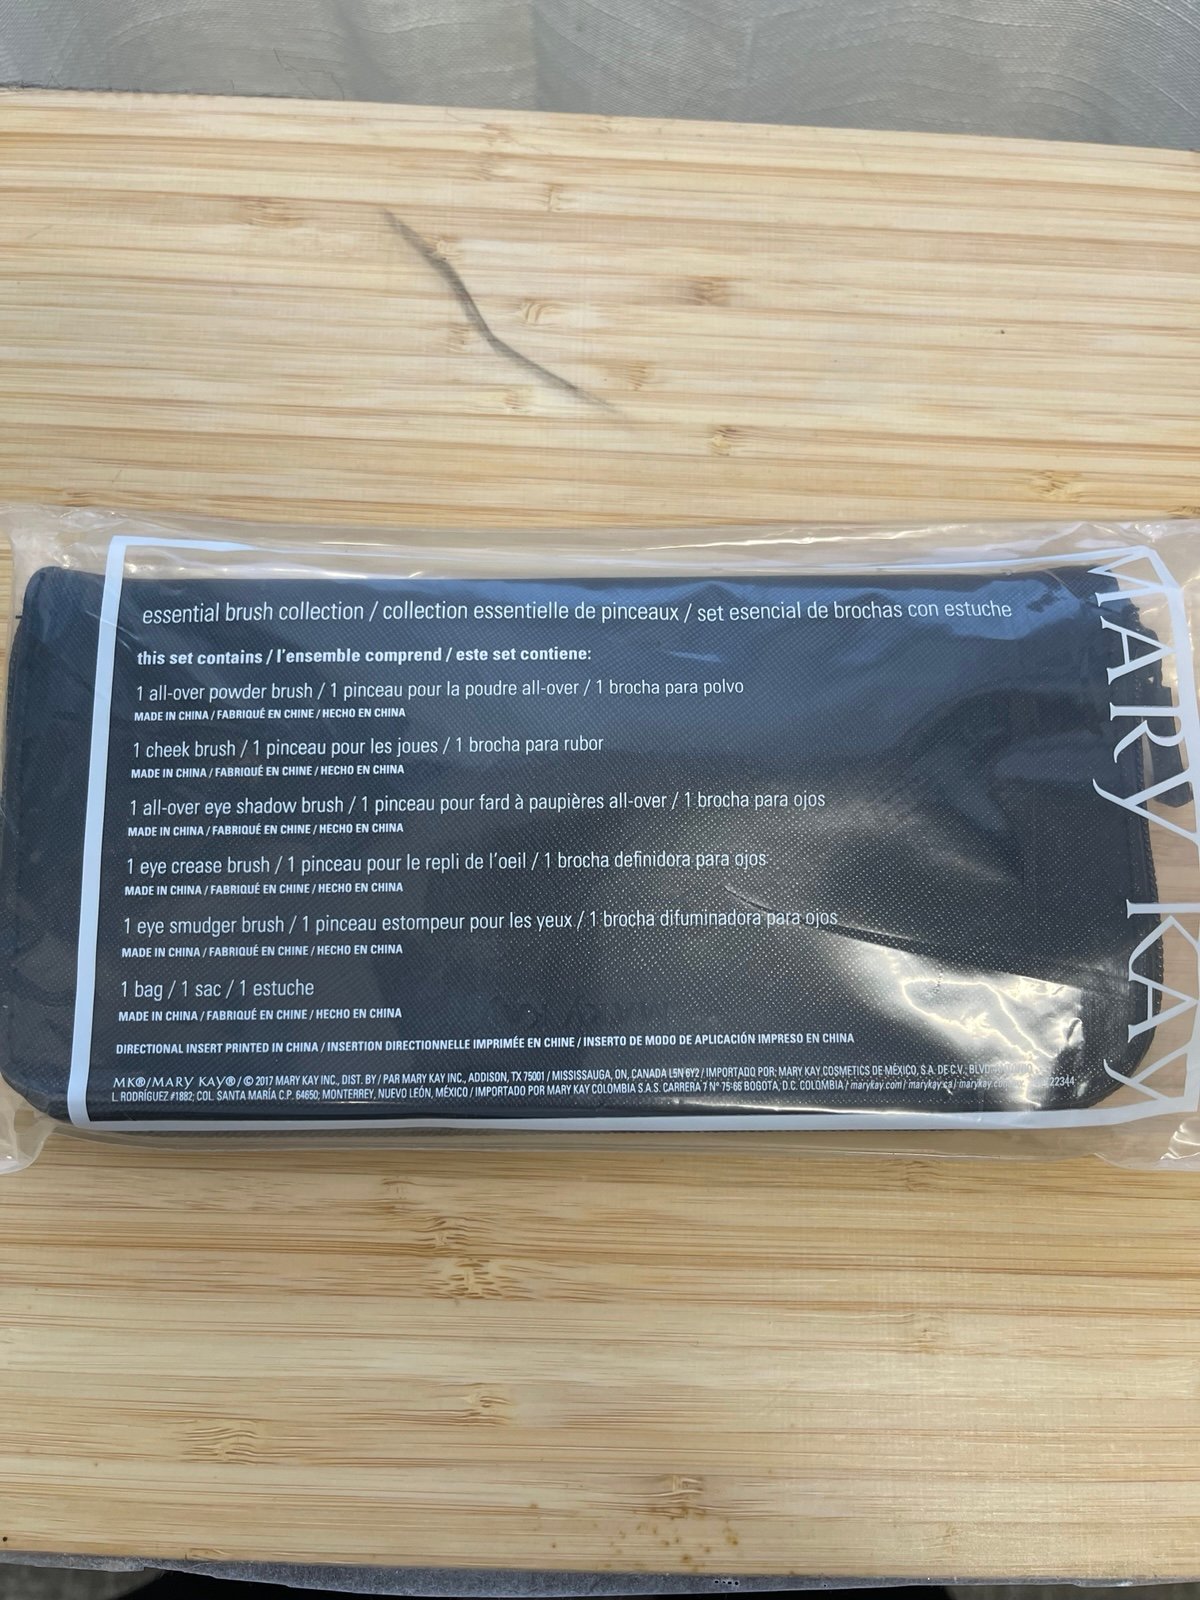 essential brush collection / collection essentielle de pinceaux / set esencial de brochas con estuche
this set contains / l'ensemble comprend / este set contiene:
1 all-over powder brush / 1 pinceau pour la poudre all-over / 1 brocha para polvo
MADE IN CHINA / FABRIQUÉ EN CHINE / HECHO EN CHINA
1 cheek brush / 1 pinceau pour les joues / 1 brocha para rubor
MADE IN CHINA / FABRIQUÉ EN CHINE / HECHO EN CHINA
1 all-over eye shadow brush / 1 pinceau pour fard à paupières all-over / 1 brocha para ojos
MADE IN CHINA / FABRIQUÉ EN CHINE / HECHO EN CHINA
1 eye crease brush / 1 pinceau pour le repli de l'oeil / 1 brocha definidora para ojos
MADE IN CHINA / FABRIQUÉ EN CHINE / HECHO EN CHINA
1 eye smudger brush / 1 pinceau estompeur pour les yeux / 1 brocha difuminadora para ojos
MADE IN CHINA / FABRIQUÉ EN CHINE / HECHO EN CHINA
1 bag / 1 sac / 1 estuche
MADE IN CHINA / FABRIQUÉ EN CHINE / HECHO EN CHINA
DIRECTIONAL INSERT PRINTED IN CHINA / INSERTION DIRECTIONNELLE IMPRIMÉE EN CHINE / INSERTO DE MODO DE APLICACIÓN IMPRESO EN CHINA
MK®/MARY KAY®/ © 2017 MARY KAY INC., DIST. BY / PAR MARY KAY INC., ADDISON, TX 75001 / MISSISSAUGA, ON, CANADA L5N 6Y2 / IMPORTADO POR: MARY KAY COSMETICS DE MÉXICO, S.A. DE C.V., BLVD.
L. RODRÍGUEZ #1882; COL. SANTA MARÍA C.P. 64650; MONTERREY, NUEVO LEÓN, MÉXICO / IMPORTADO POR MARY KAY COLOMBIA S.A.S. CARRERA 7 N° 75-66 BOGOTA, D.C. COLOMBIA / marykay.com / marykay.ca / 22344
MARY KAY